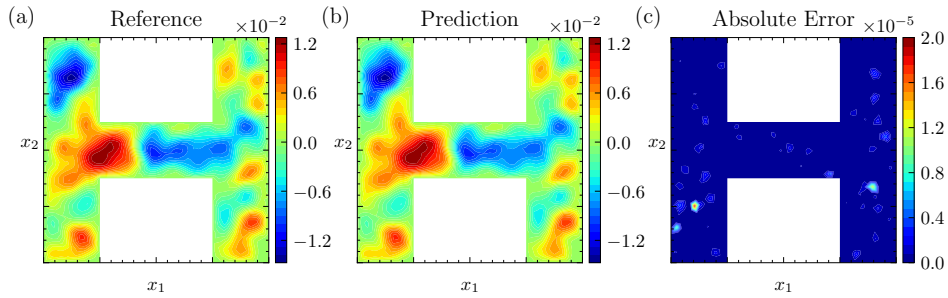 (a) Reference ×10⁻²
x₂
1.2
0.6
0.0
−0.6
−1.2
x₁
(b) Prediction ×10⁻²
x₂
1.2
0.6
0.0
−0.6
−1.2
x₁
(c) Absolute Error ×10⁻⁵
x₂
2.0
1.6
1.2
0.8
0.4
0.0
x₁